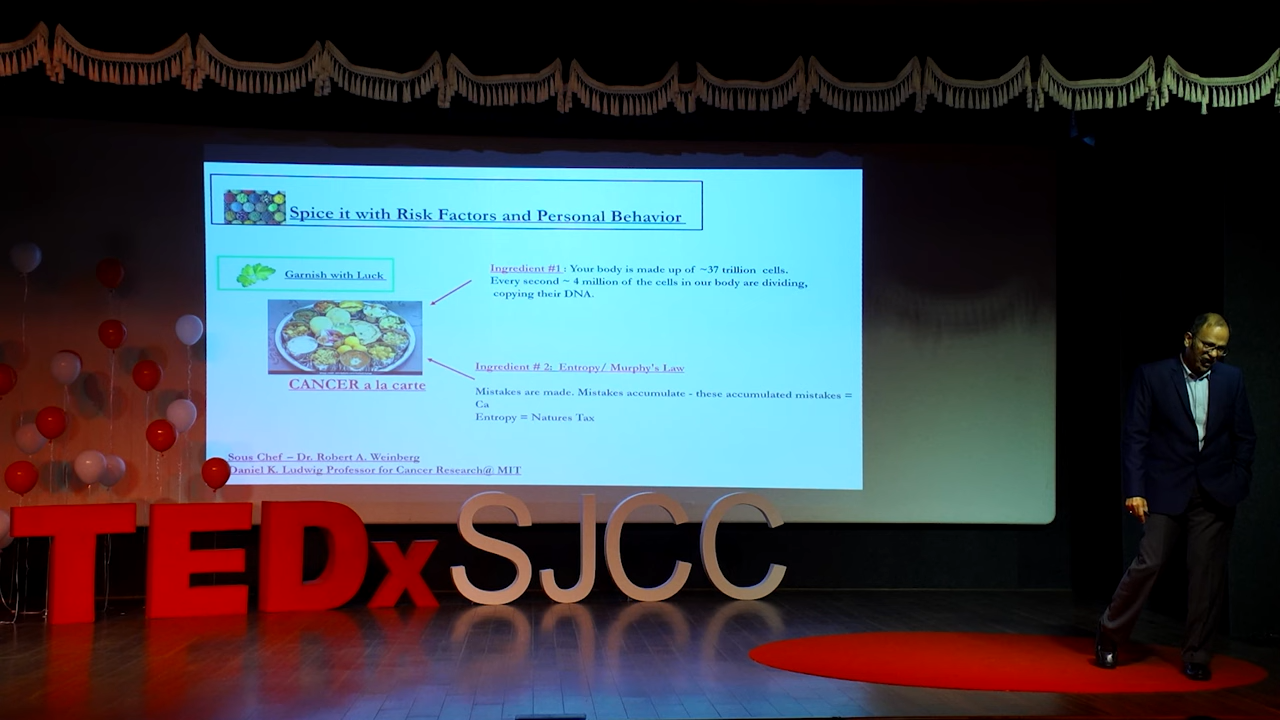 Spice it with Risk Factors and Personal Behavior
Garnish with Luck
Ingredient #1 : Your body is made up of ~37 trillion cells.
Every second ~ 4 million of the cells in our body are dividing,
copying their DNA.
CANCER a la carte
Ingredient # 2: Entropy/ Murphy's Law
Mistakes are made. Mistakes accumulate - these accumulated mistakes =
Ca
Entropy = Natures Tax
Sous Chef – Dr. Robert A. Weinberg
Daniel K. Ludwig Professor for Cancer Research@ MIT
TEDx SJCC